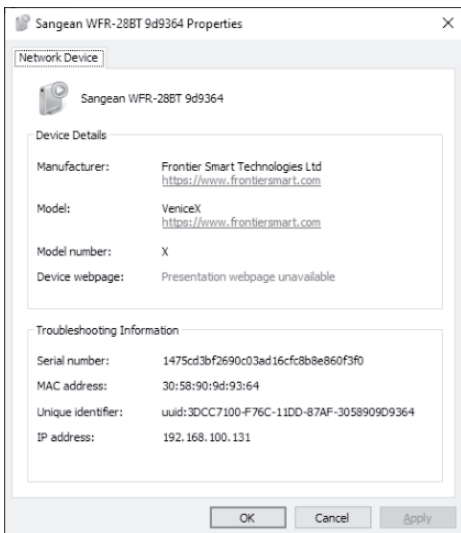 Sangean WFR-28BT 9d9364 Properties
Network Device
Sangean WFR-28BT 9d9364
Device Details
Manufacturer: Frontier Smart Technologies Ltd
https://www.frontiersmart.com
Model: VeniceX
https://www.frontiersmart.com
Model number: X
Device webpage: Presentation webpage unavailable
Troubleshooting Information
Serial number: 1475cd3bf2690c03ad16cfc8b8e860f3f0
MAC address: 30:58:90:9d:93:64
Unique identifier: uuid:3DCC7100-F76C-11DD-87AF-3058909D9364
IP address: 192.168.100.131
OK Cancel Apply